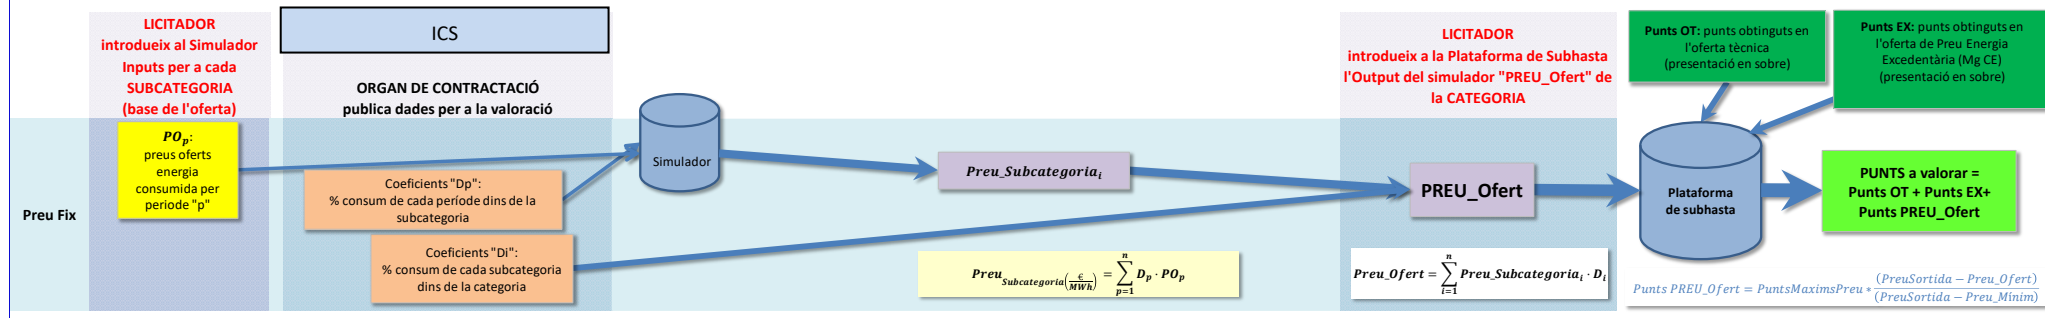 LICITADOR
introdueix al Simulador
Inputs per a cada
SUBCATEGORIA
(base de l'oferta)
ICS
ORGAN DE CONTRACTACIÓ
publica dades per a la valoració
LICITADOR
introdueix a la Plataforma de Subhasta
l'Output del simulador "PREU_Ofert" de
la CATEGORIA
Punts OT: punts obtinguts en
l'oferta tècnica
(presentació en sobre)
Punts EX: punts obtinguts en
l'oferta de Preu Energia
Excedentària (Mg CE)
(presentació en sobre)
Preu Fix
PO_p:
preus oferts
energia
consumida per
periode "p"
Coeficients "Dp":
% consum de cada període dins de la
subcategoria
Coeficients "Di":
% consum de cada subcategoria
dins de la categoria
Simulador
Preu_Subcategoria_i
PREU_Ofert
Plataforma
de subhasta
PUNTS a valorar =
Punts OT + Punts EX+
Punts PREU_Ofert
Preu_Subcategoria(€/MWh) = ∑_{p=1}^{n} D_p · PO_p
Preu_Ofert = ∑_{i=1}^{n} Preu_Subcategoria_i · D_i
Punts PREU_Ofert = PuntsMaximsPreu * (PreuSortida − Preu_Ofert) / (PreuSortida − Preu_Mínim)